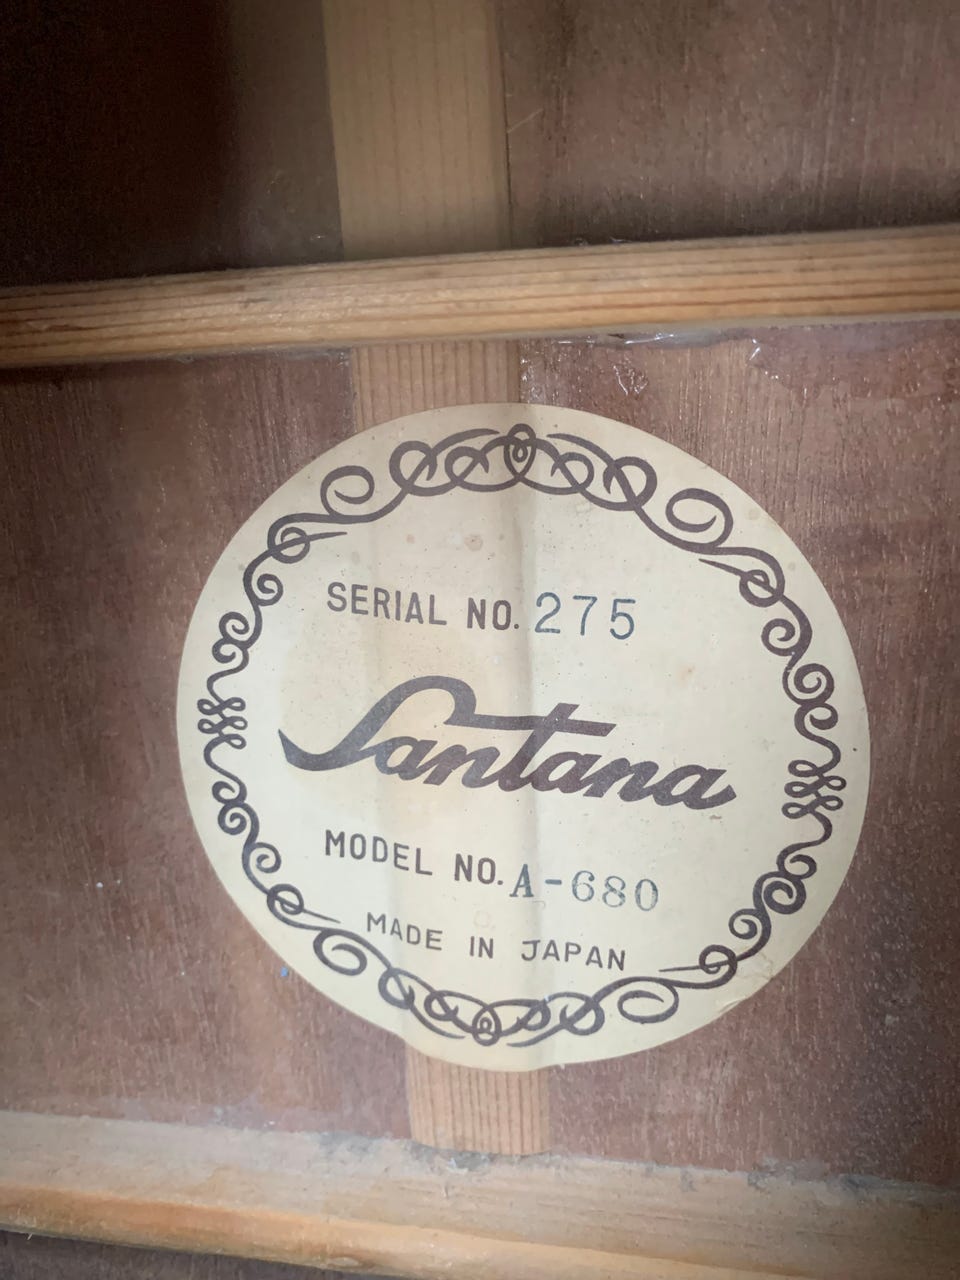 SERIAL NO. 275
Santana
MODEL NO. A-680
MADE IN JAPAN